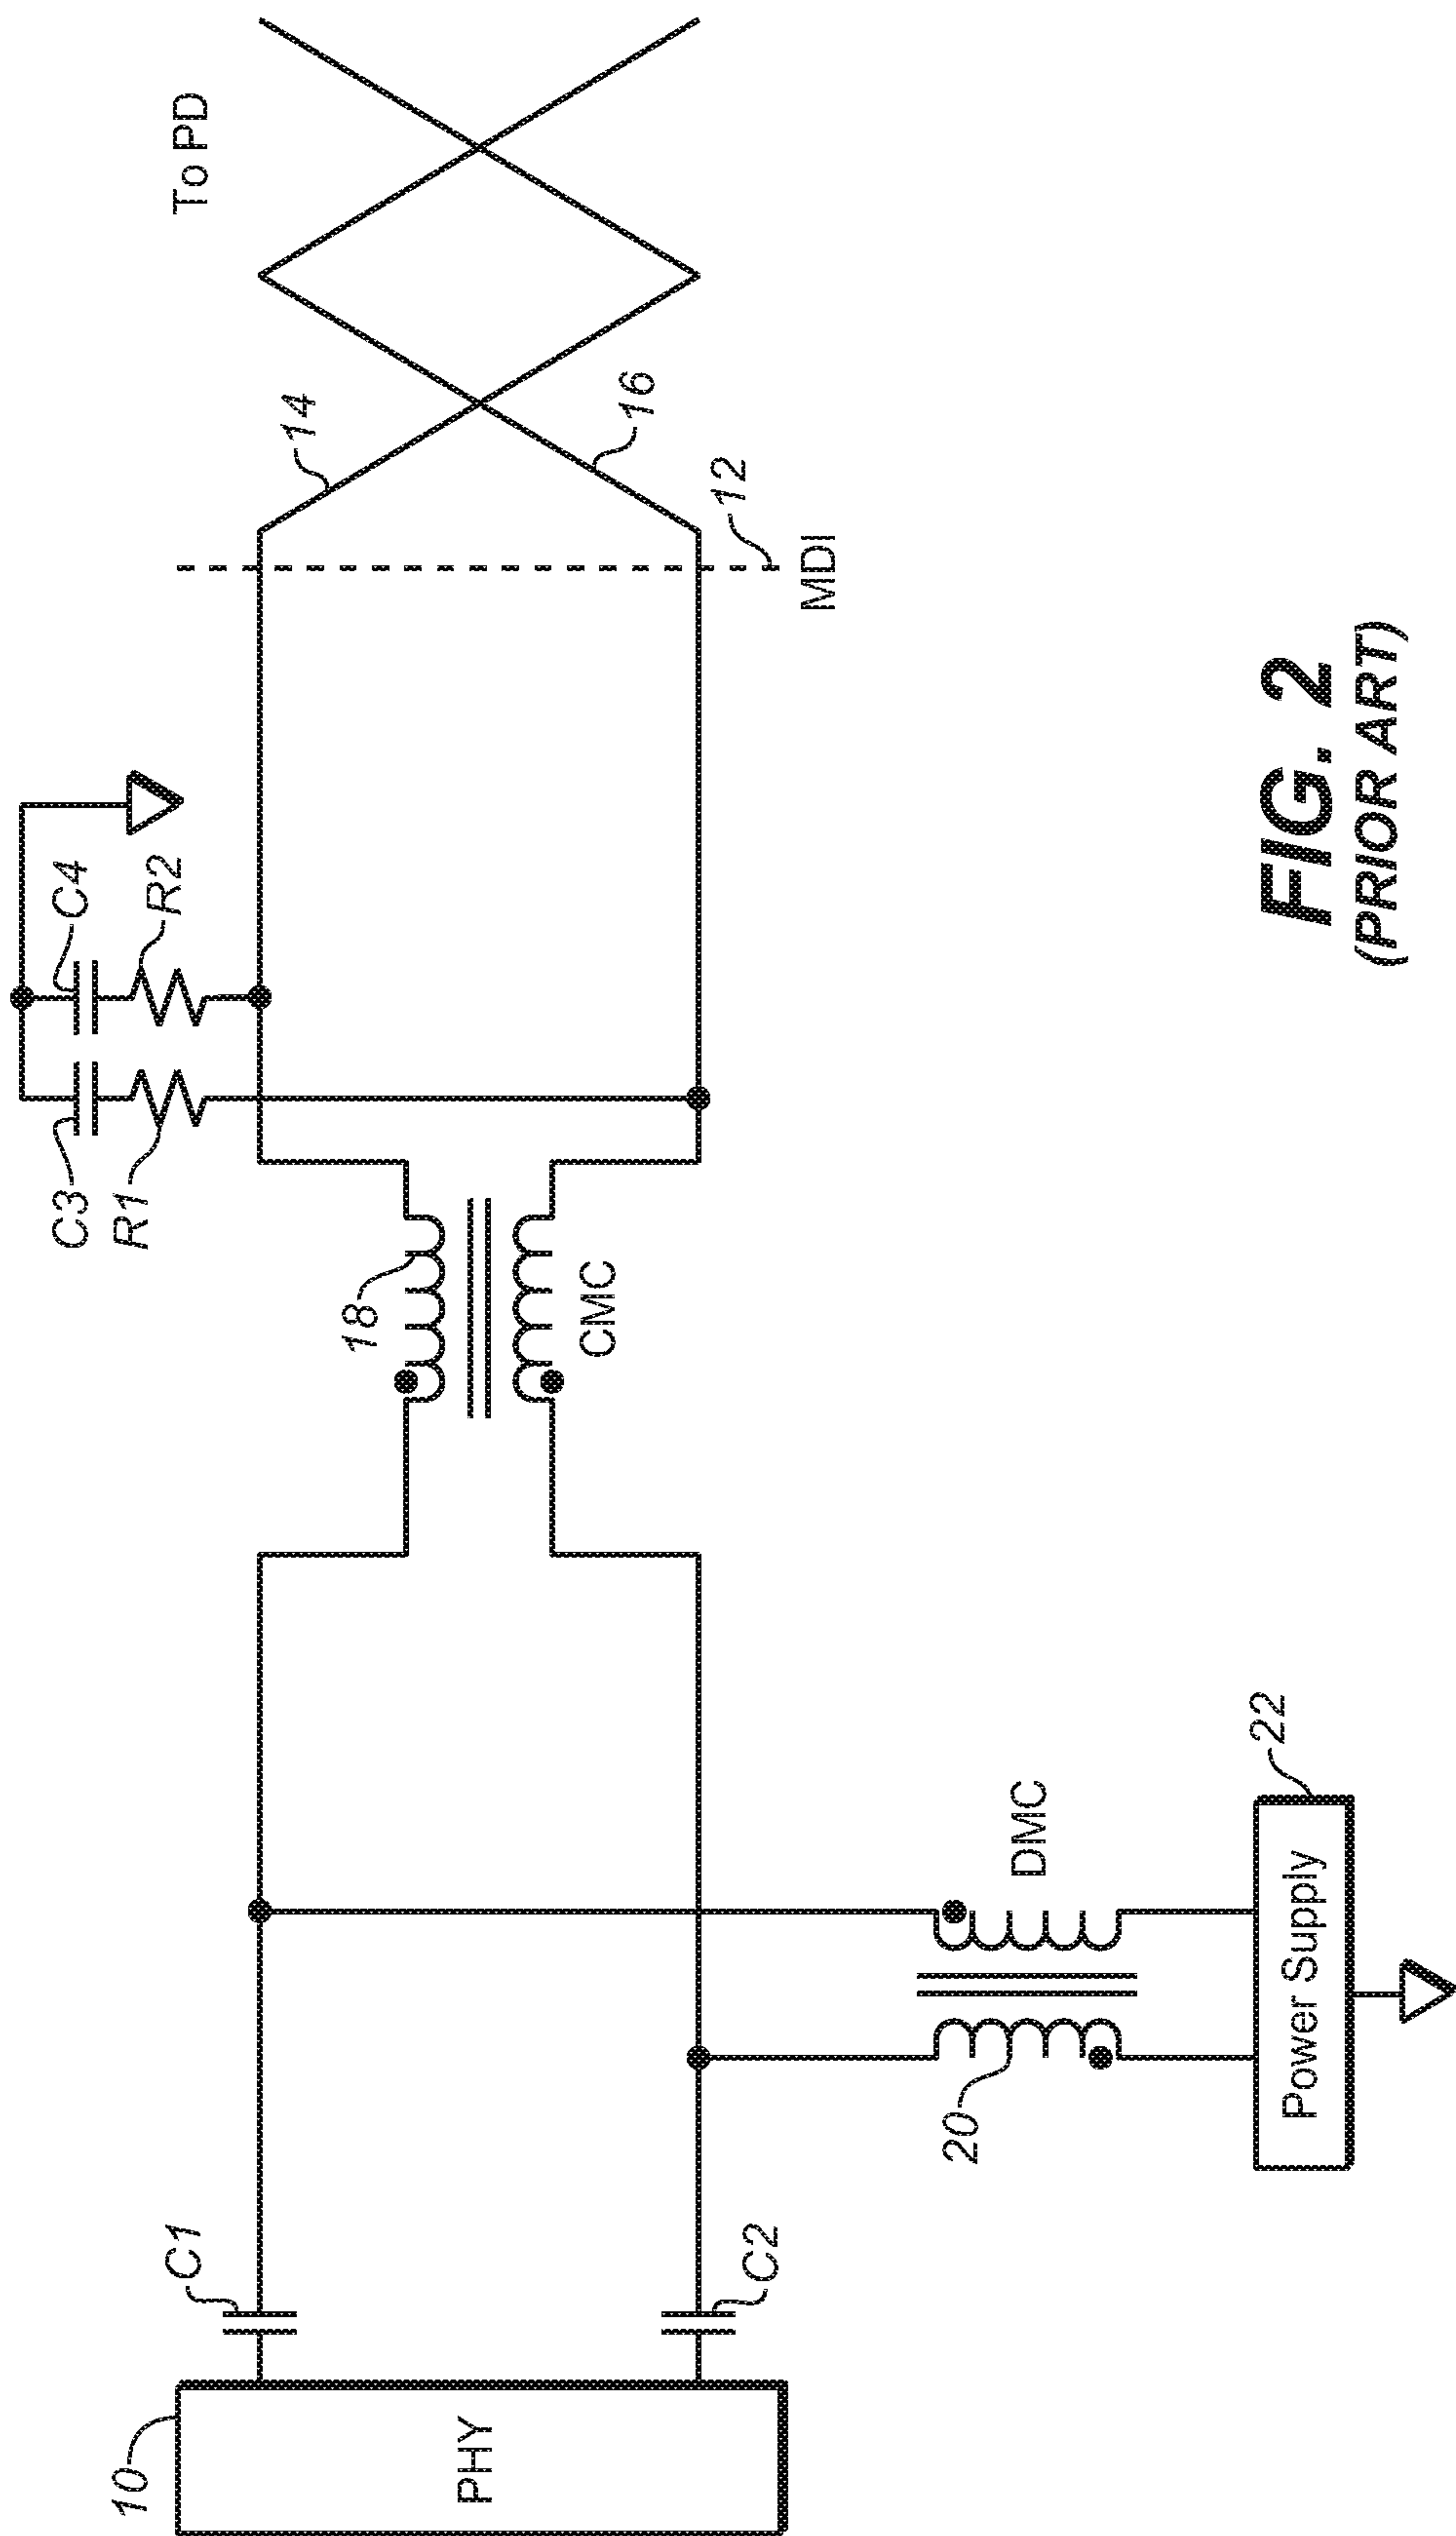 10
PHY
C1
C2
20
DMC
Power Supply
22
18
CMC
C3
R1
C4
R2
14
16
12
MDI
To PD
FIG. 2
(PRIOR ART)